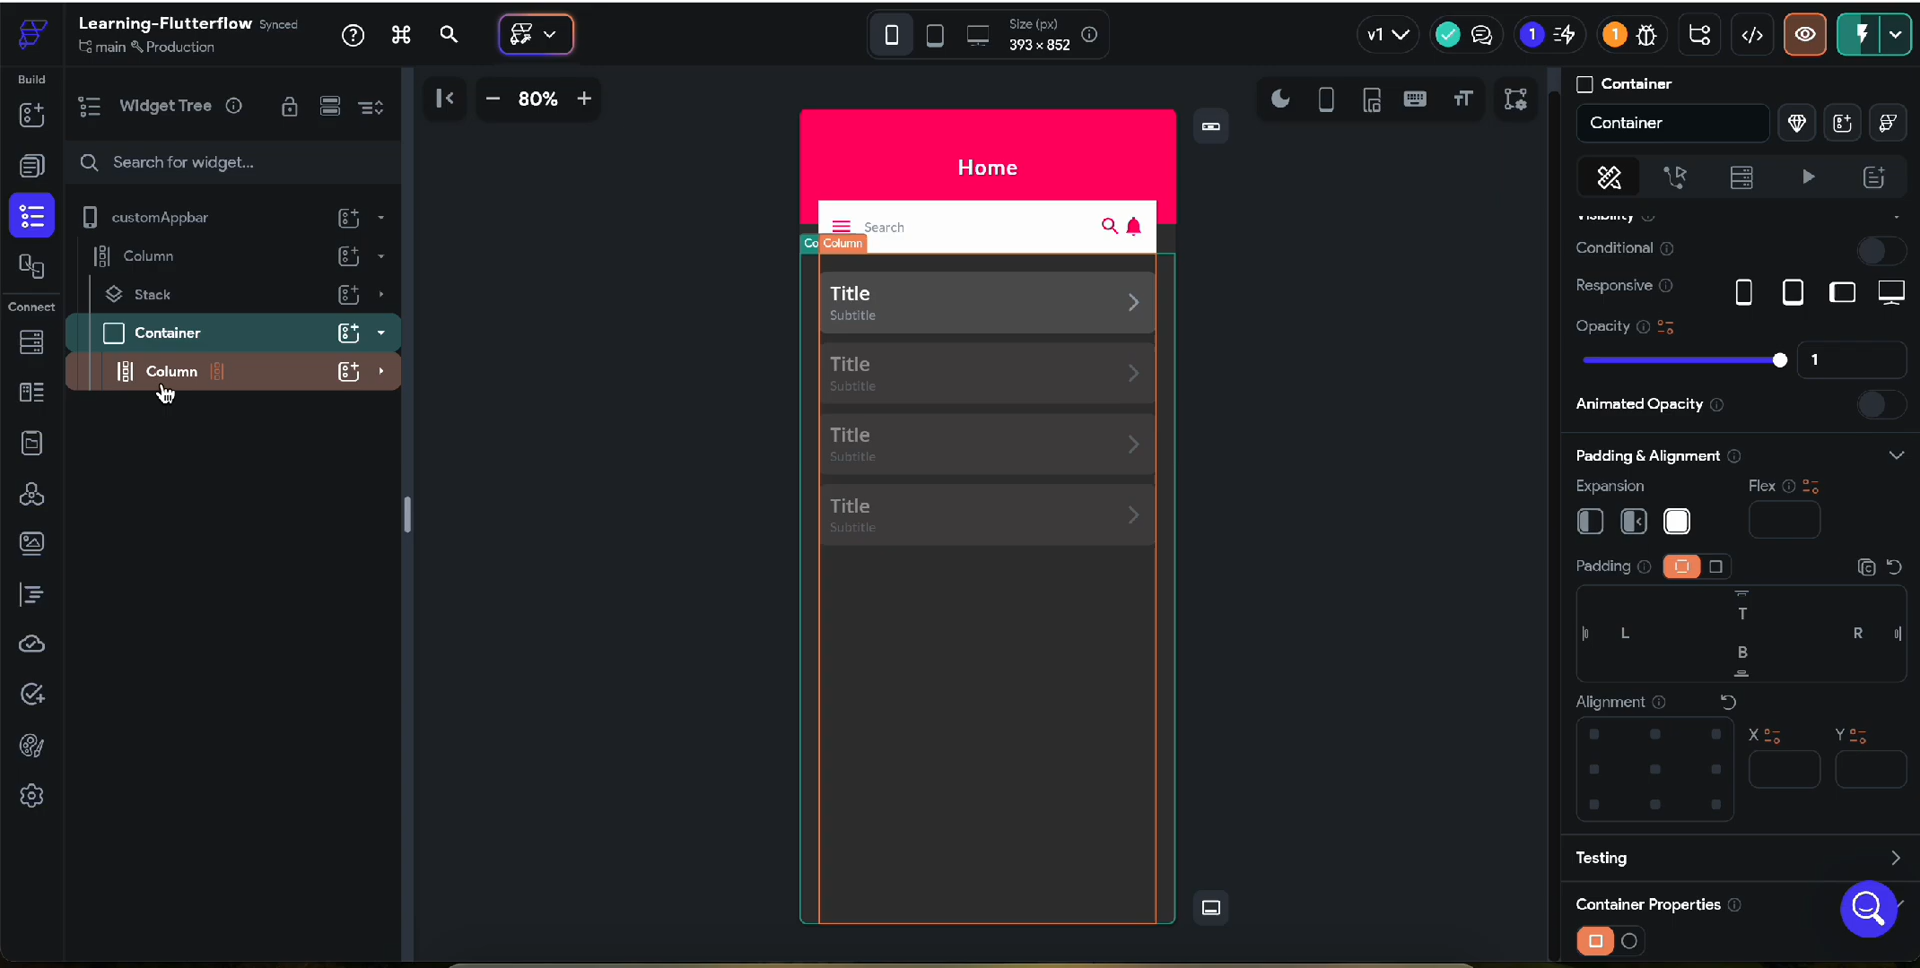 Learning-Flutterflow Synced
main Production
Size (px)
393 × 852
v1
1
1
Build
Widget Tree
80%
Container
Container
Search for widget...
Home
customAppbar
Visibility
Search
Column
Conditional
Co Column
Stack
Responsive
Title
Subtitle
Connect
Container
Opacity
1
Column
Title
Subtitle
Animated Opacity
Title
Subtitle
Padding & Alignment
Expansion
Flex
Title
Subtitle
Padding
T
L
R
B
Alignment
X
Y
Testing
Container Properties